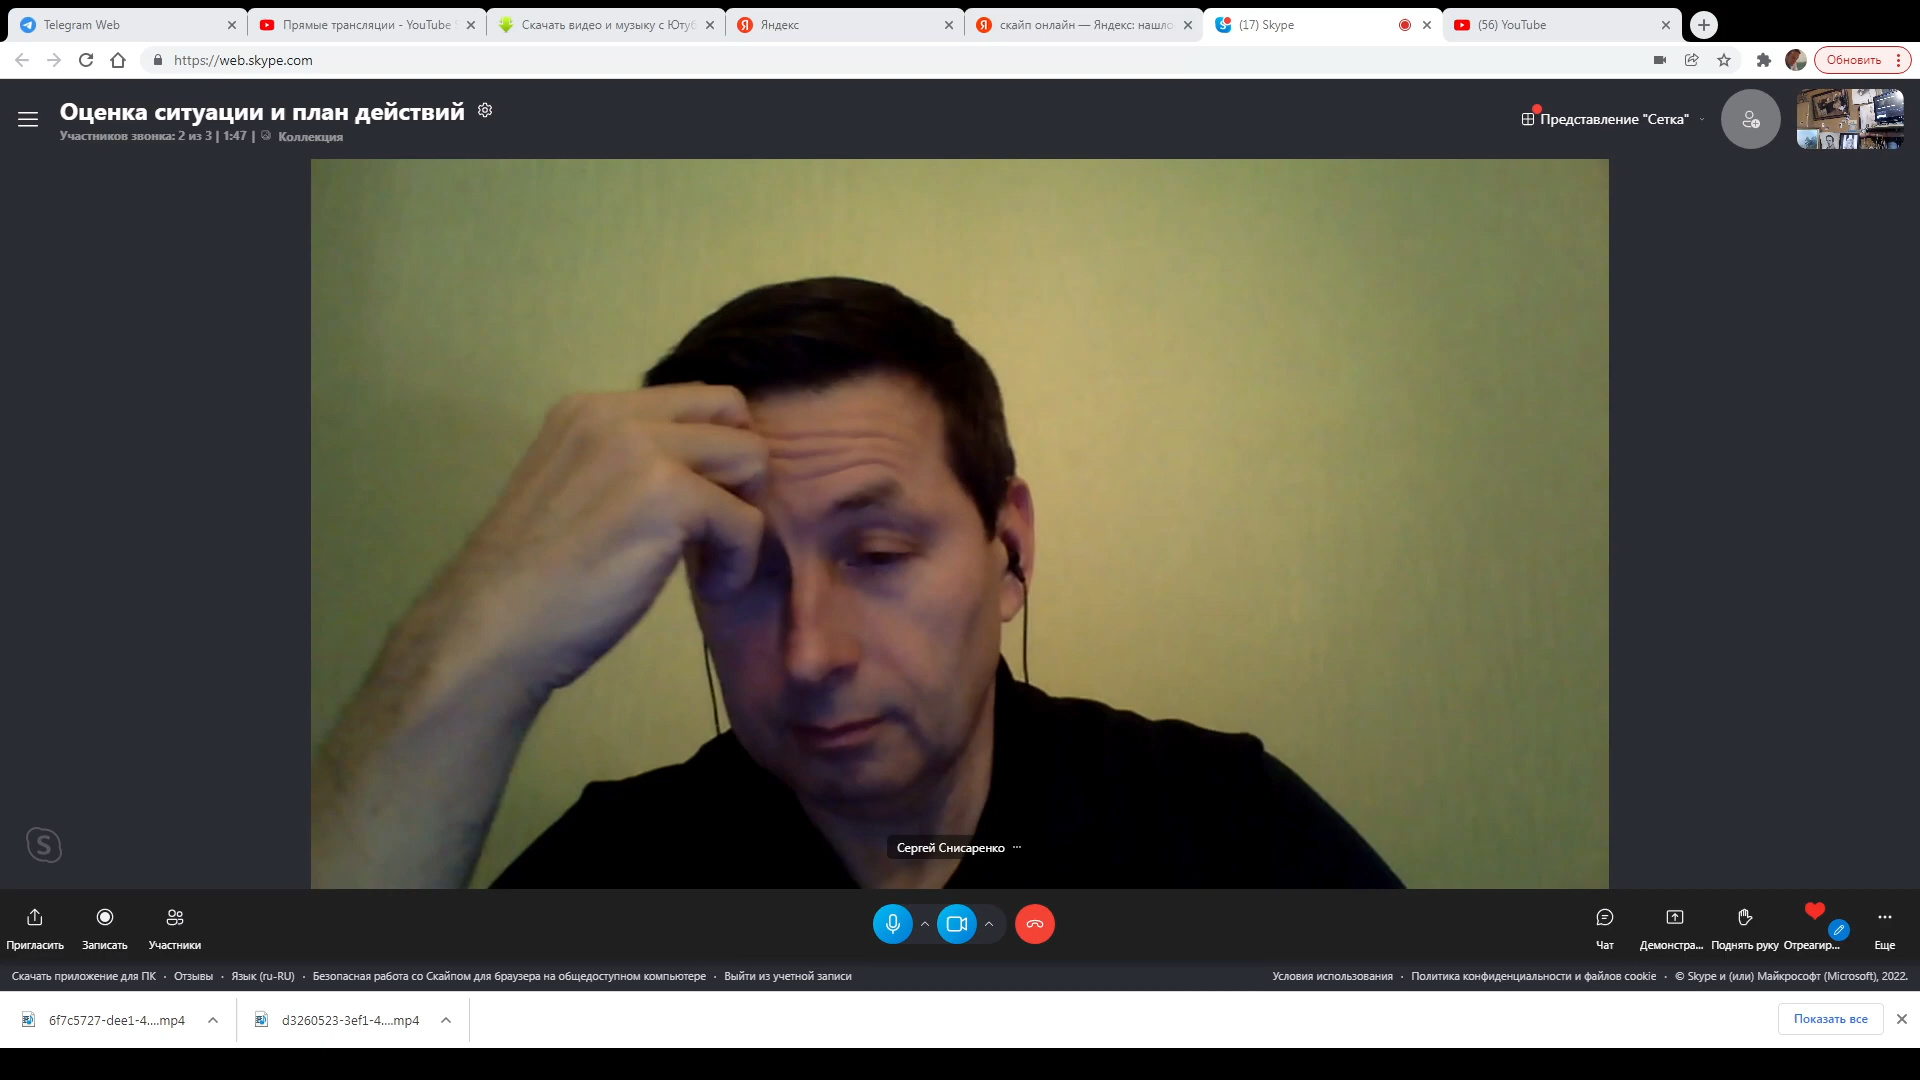 Telegram Web
Прямые трансляции - YouTube
Скачать видео и музыку с Ютуб
Яндекс
скайп онлайн — Яндекс: нашло
(17) Skype
(56) YouTube
https://web.skype.com
Обновить
Оценка ситуации и план действий
Участников звонка: 2 из 3 | 1:47 | Коллекция
Представление "Сетка"
Сергей Снисаренко ...
Пригласить
Записать
Участники
Чат
Демонстра...
Поднять руку
Отреагир...
Еще
Скачать приложение для ПК · Отзывы · Язык (ru-RU) · Безопасная работа со Скайпом для браузера на общедоступном компьютере · Выйти из учетной записи
Условия использования · Политика конфиденциальности и файлов cookie · © Skype и (или) Майкрософт (Microsoft), 2022.
6f7c5727-dee1-4....mp4
d3260523-3ef1-4....mp4
Показать все